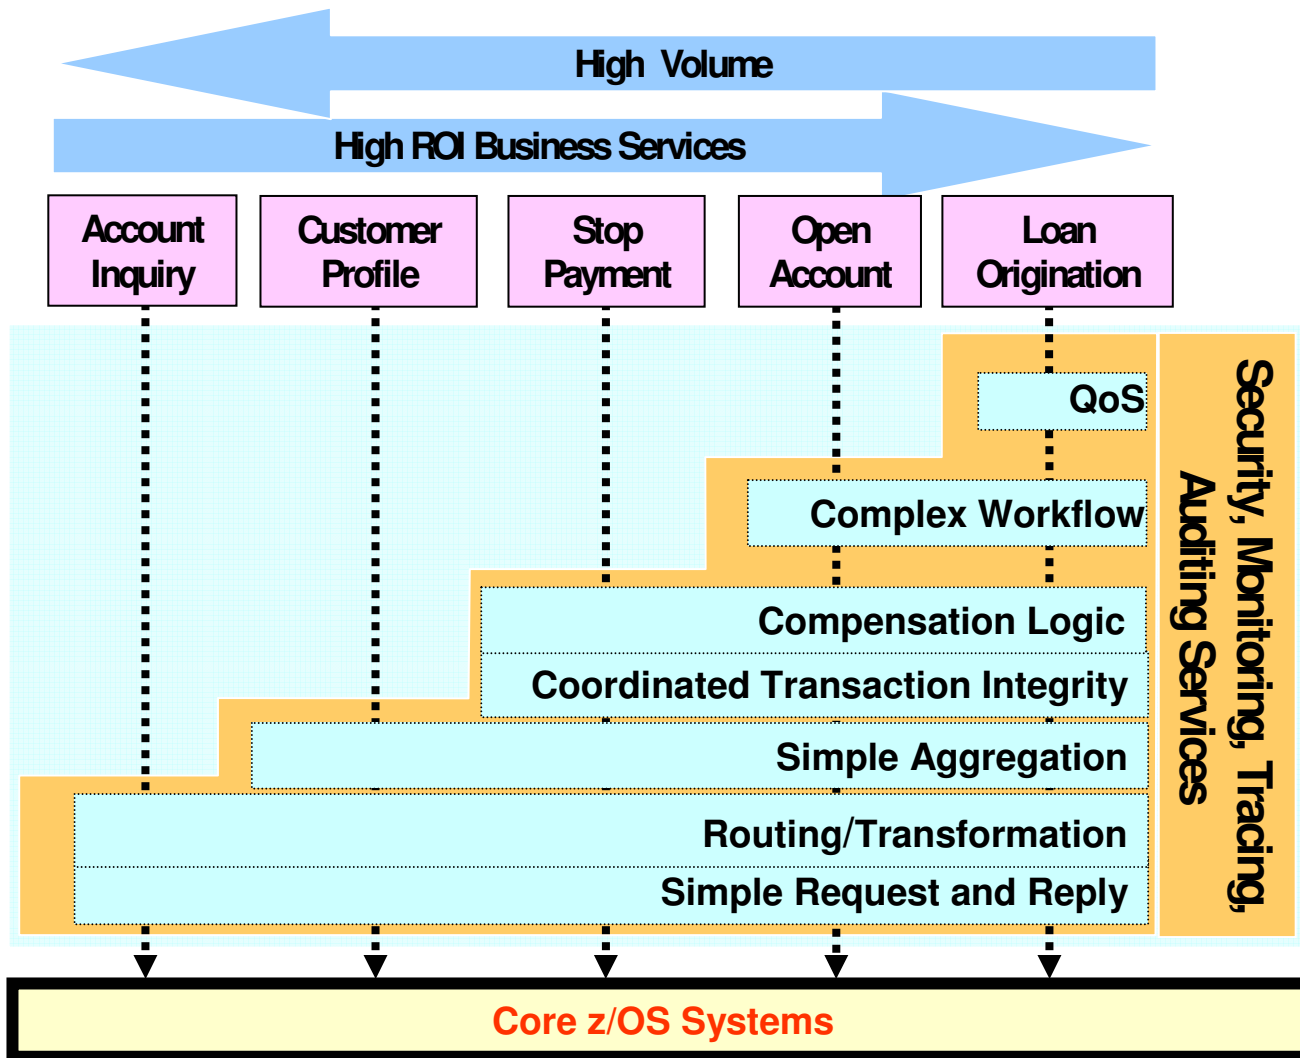 High Volume
High ROI Business Services
Account
Inquiry
Customer
Profile
Stop
Payment
Open
Account
Loan
Origination
QoS
Complex Workflow
Compensation Logic
Coordinated Transaction Integrity
Simple Aggregation
Routing/Transformation
Simple Request and Reply
Security, Monitoring, Tracing,
Auditing Services
Core z/OS Systems